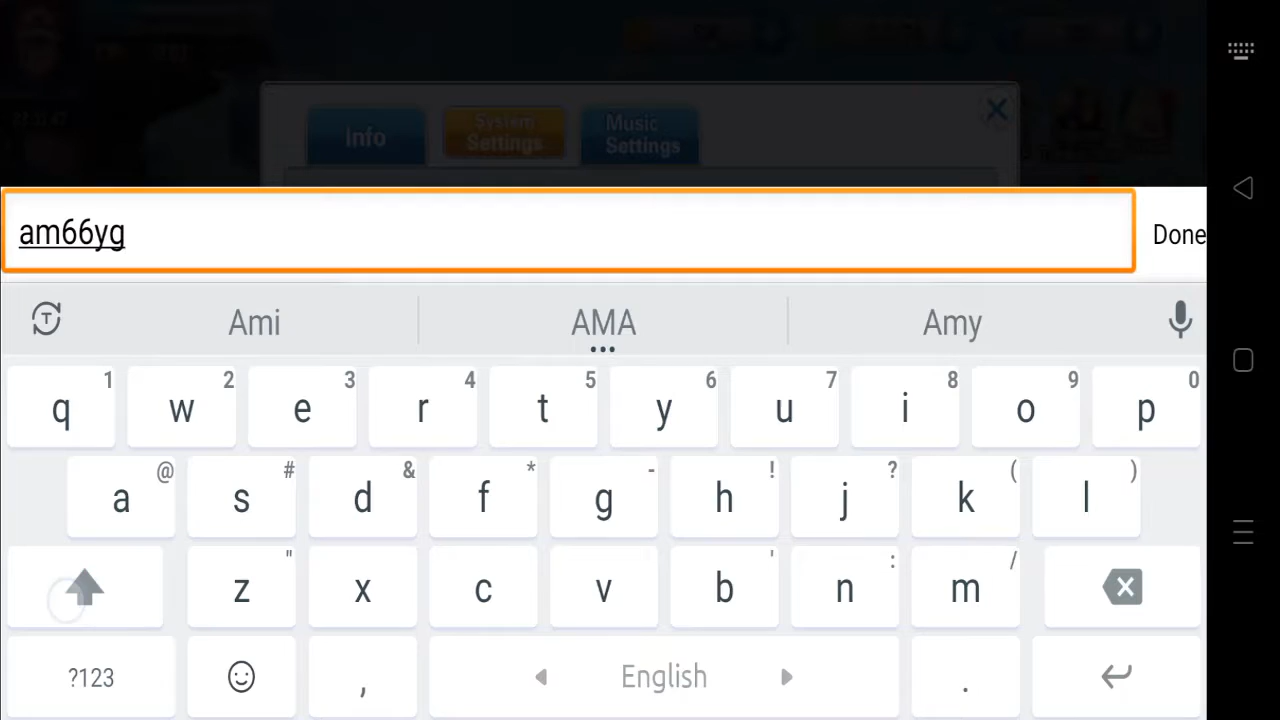 Info
System
Settings
Music
Settings
am66yg
Done
Ami AMA Amy
1 2 3 4 5 6 7 8 9 0
q w e r t y u i o p
@ # & * - ! ? ( )
a s d f g h j k l
" ' : /
z x c v b n m
?123 , English .